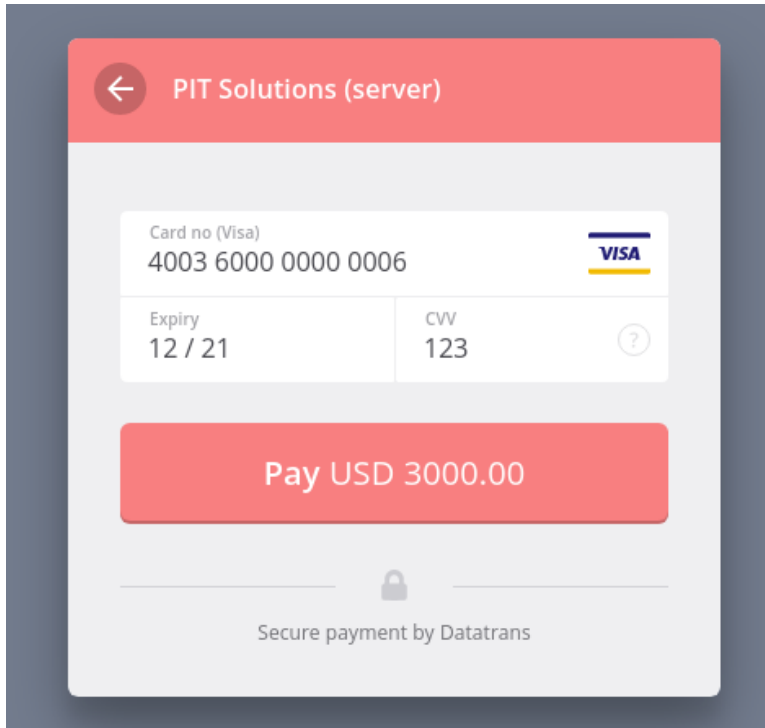 PIT Solutions (server)
Card no (Visa)
4003 6000 0000 0006
VISA
Expiry
12 / 21
CVV
123
?
Pay USD 3000.00
Secure payment by Datatrans